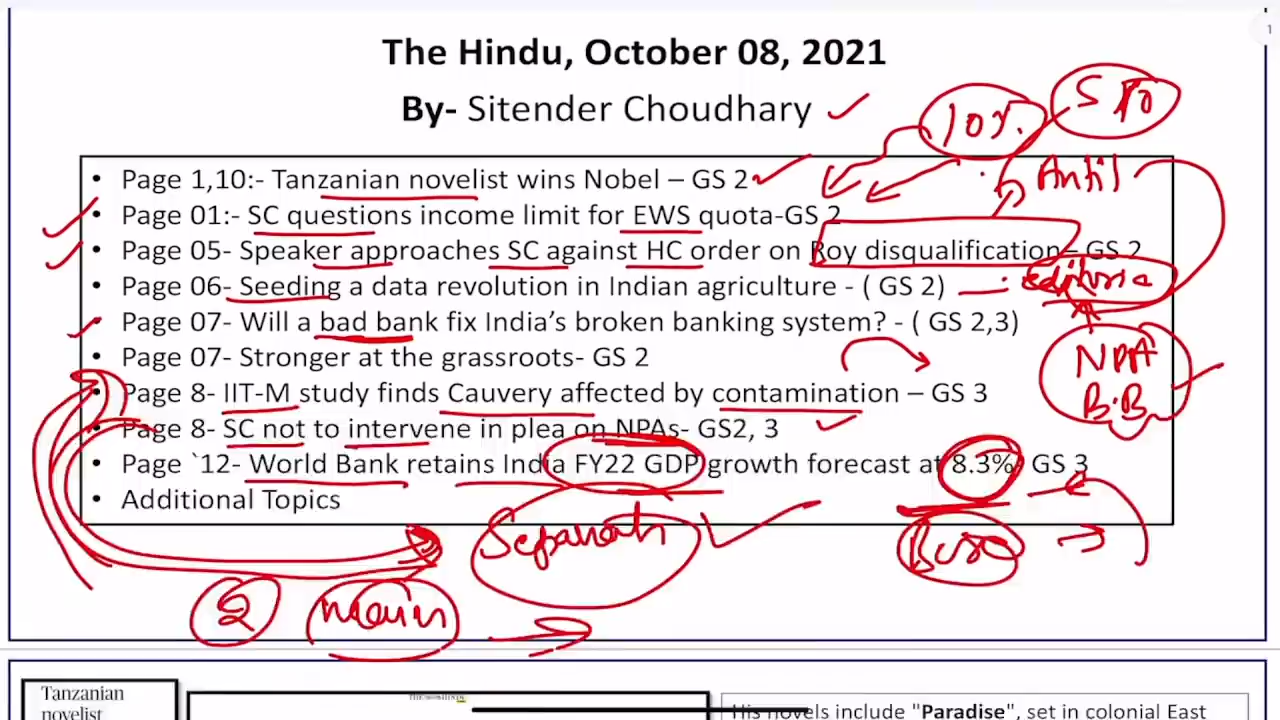 1
The Hindu, October 08, 2021
By- Sitender Choudhary
10%.
• Page 1,10:- Tanzanian novelist wins Nobel – GS 2
Anti
• Page 01:- SC questions income limit for EWS quota-GS 2
• Page 05- Speaker approaches SC against HC order on Roy disqualification – GS 2
• Page 06- Seeding a data revolution in Indian agriculture - ( GS 2)
• Page 07- Will a bad bank fix India’s broken banking system? - ( GS 2,3)
• Page 07- Stronger at the grassroots- GS 2
NPA
B.B
• Page 8- IIT-M study finds Cauvery affected by contamination – GS 3
• Page 8- SC not to intervene in plea on NPAs- GS2, 3
• Page `12- World Bank retains India FY22 GDP growth forecast at 8.3% GS 3
• Additional Topics
Base
2
main
Tanzanian
novelist
His novels include "Paradise", set in colonial East